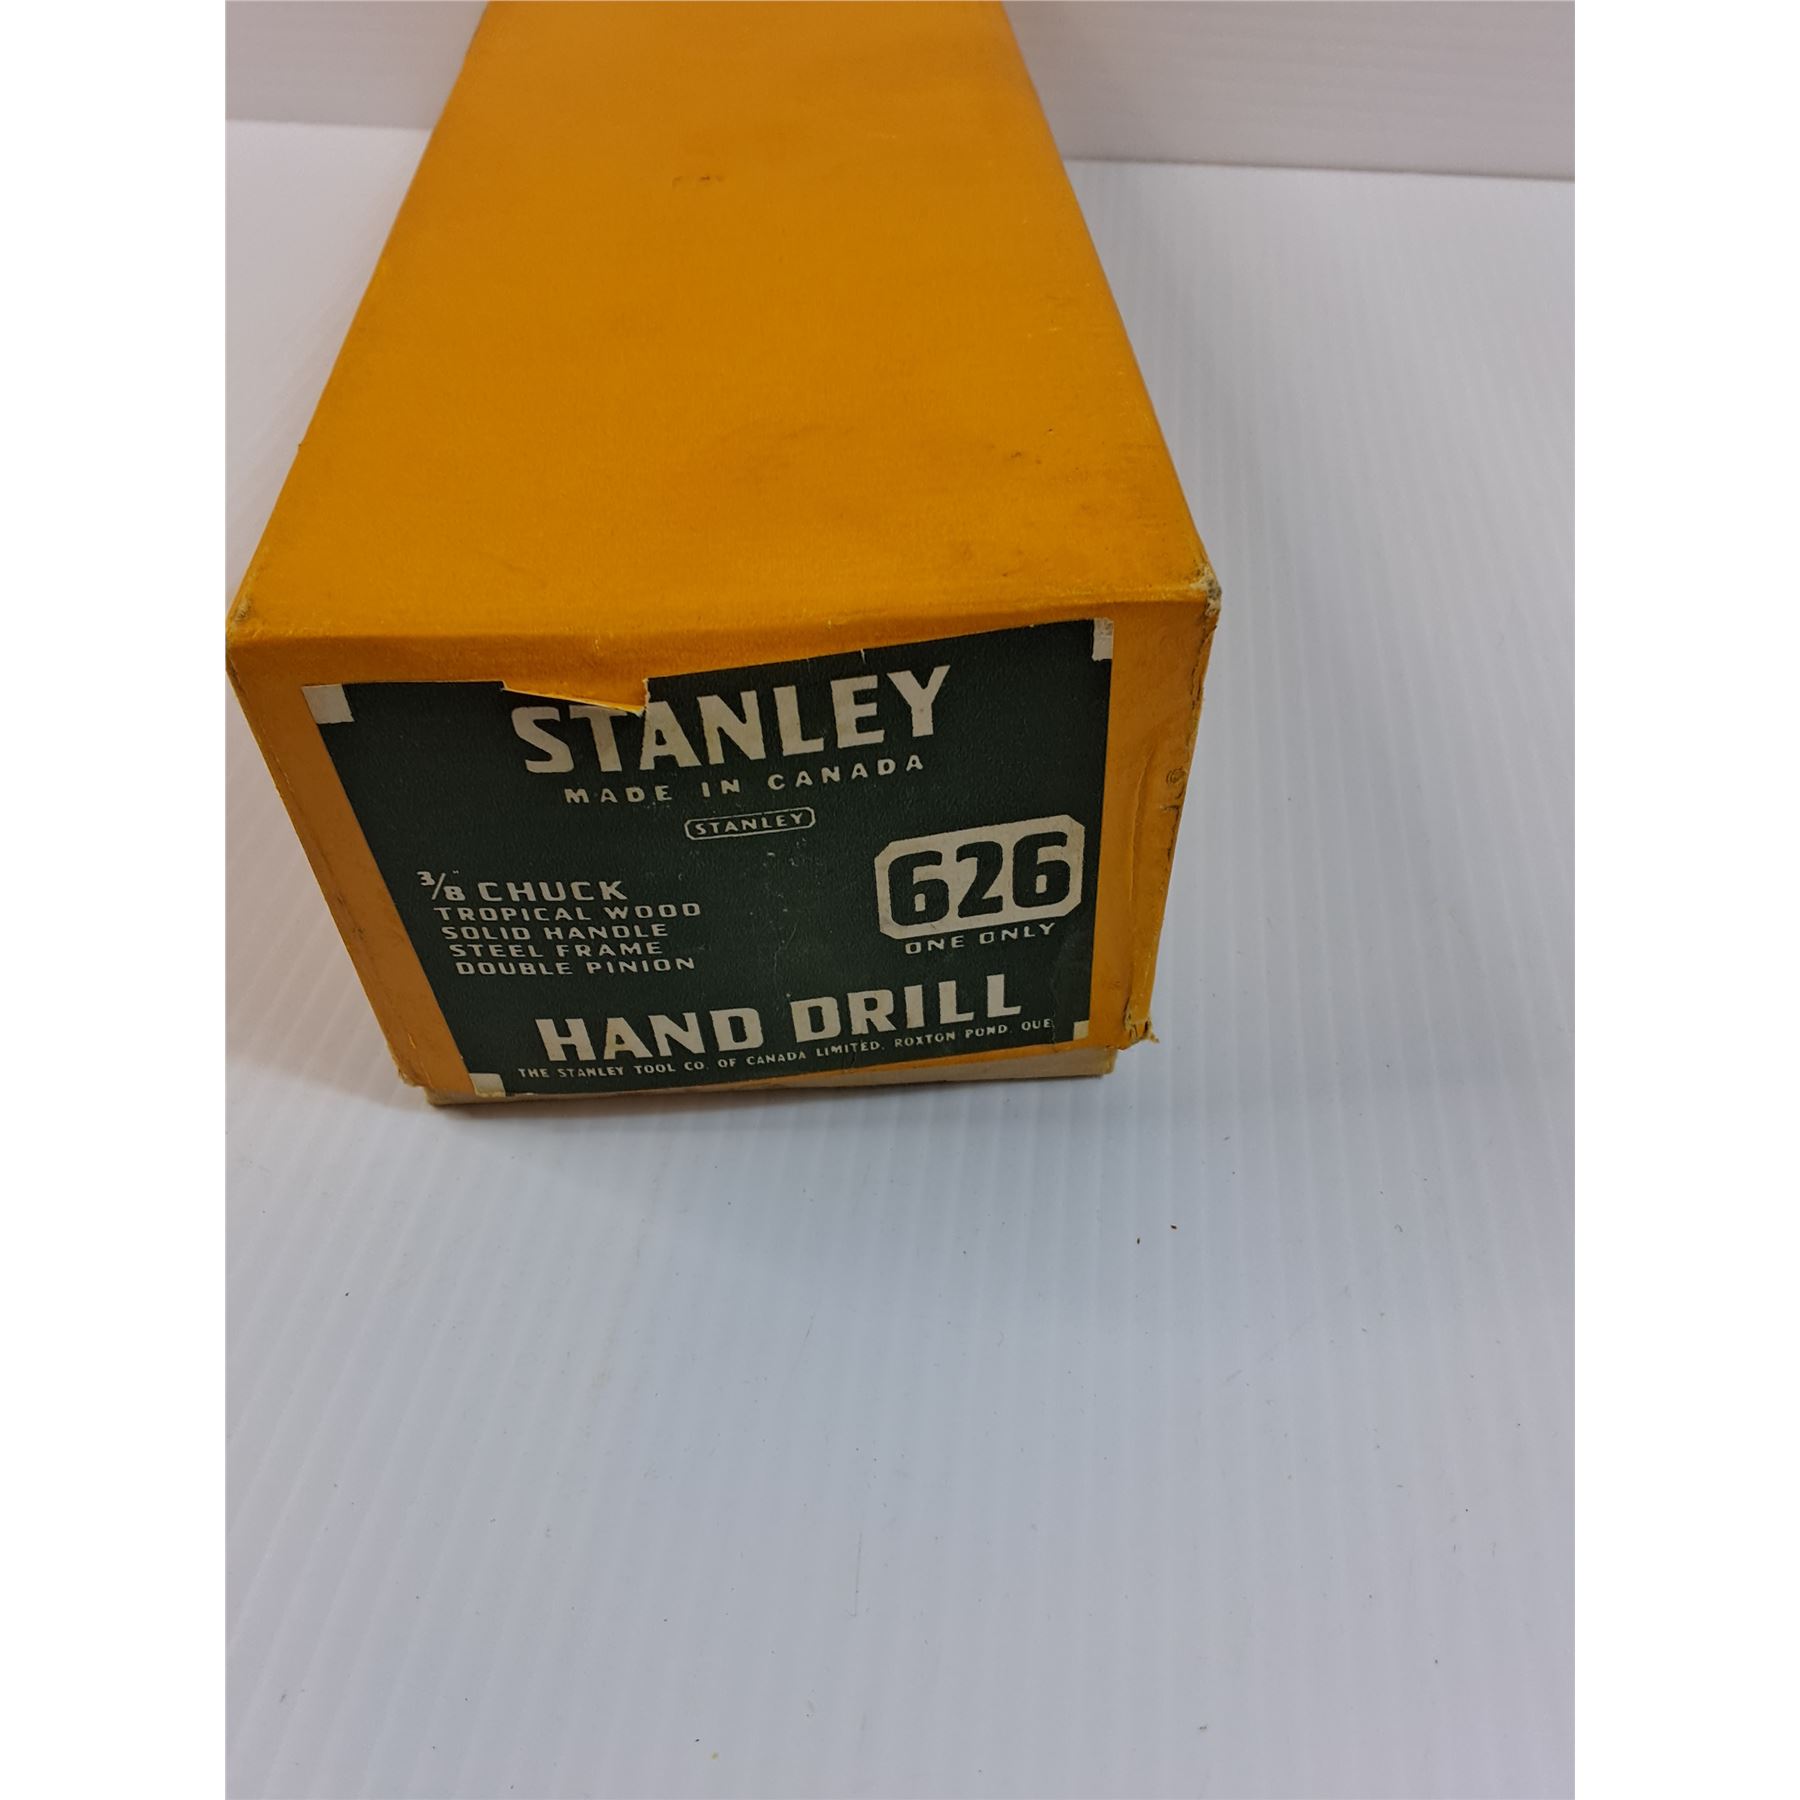 STANLEY
MADE IN CANADA
STANLEY
3/8" CHUCK
TROPICAL WOOD
SOLID HANDLE
STEEL FRAME
DOUBLE PINION
626
ONE ONLY
HAND DRILL
THE STANLEY TOOL CO. OF CANADA LIMITED, ROXTON POND, QUE.